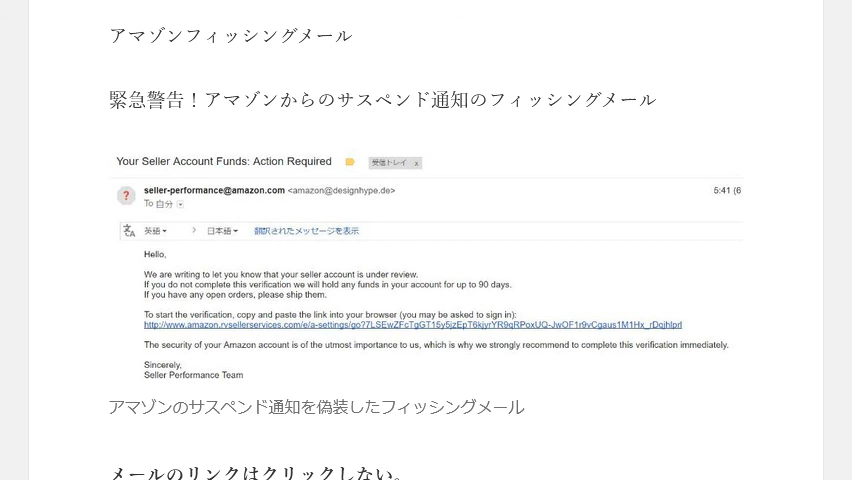 アマゾンフィッシングメール
緊急警告！アマゾンからのサスペンド通知のフィッシングメール
Your Seller Account Funds: Action Required 受信トレイ x
seller-performance@amazon.com <amazon@designhype.de> 5:41 (6
To 自分
英語 > 日本語 翻訳されたメッセージを表示
Hello,
We are writing to let you know that your seller account is under review.
If you do not complete this verification we will hold any funds in your account for up to 90 days.
If you have any open orders, please ship them.
To start the verification, copy and paste the link into your browser (you may be asked to sign in):
The security of your Amazon account is of the utmost importance to us, which is why we strongly recommend to complete this verification immediately.
Sincerely,
Seller Performance Team
アマゾンのサスペンド通知を偽装したフィッシングメール
メールのリンクはクリックしない。